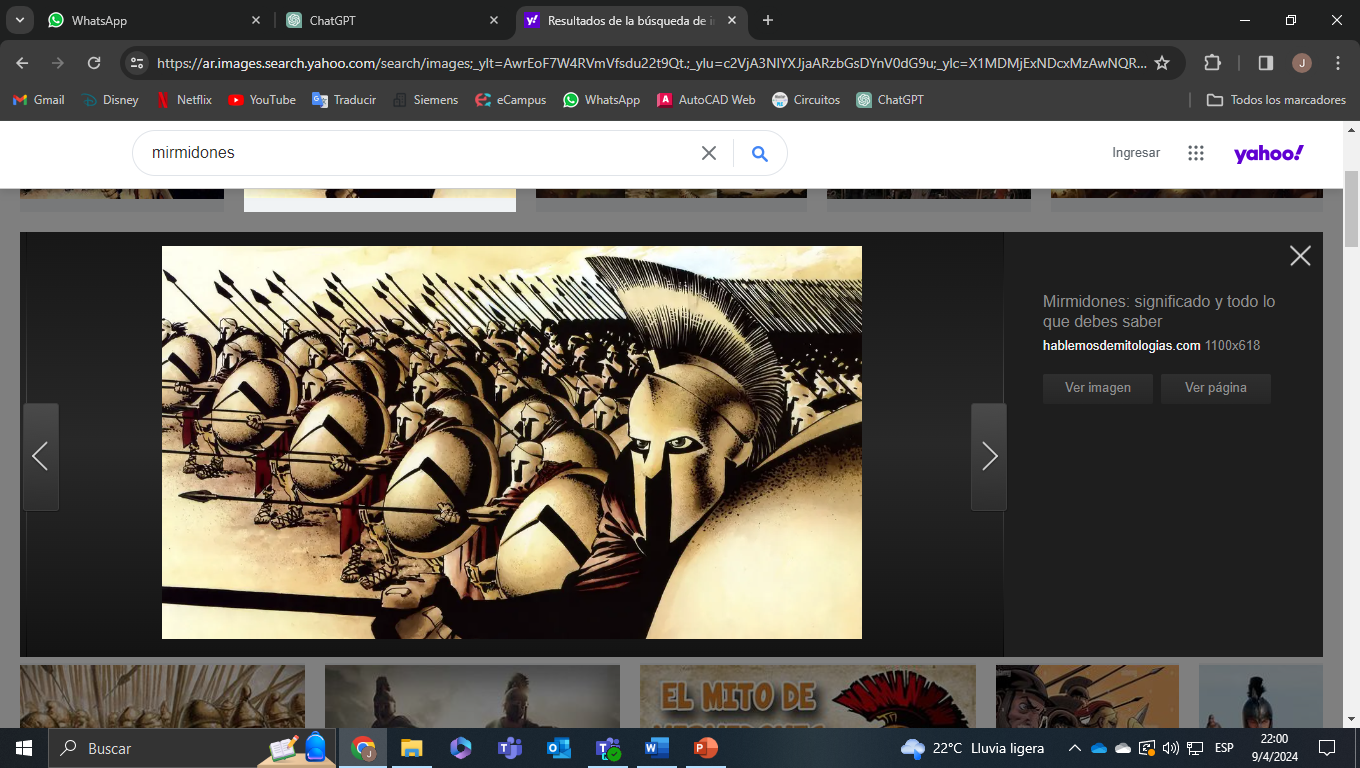 WhatsApp
ChatGPT
Resultados de la búsqueda de i
https://ar.images.search.yahoo.com/search/images;_ylt=AwrEoF7W4RVmVfsdu22t9Qt.;_ylu=c2VjA3NlYXJjaARzbGsDYnV0dG9u;_ylc=X1MDMjExNDcxMzAwNQR...
J
Gmail
Disney
Netflix
YouTube
Traducir
Siemens
eCampus
WhatsApp
AutoCAD Web
Circuitos
ChatGPT
Todos los marcadores
mirmidones
Ingresar
yahoo!
Mirmidones: significado y todo lo
que debes saber
hablemosdemitologias.com 1100x618
Ver imagen
Ver página
EL MITO DE
Buscar
22°C Lluvia ligera
ESP
22:00
9/4/2024